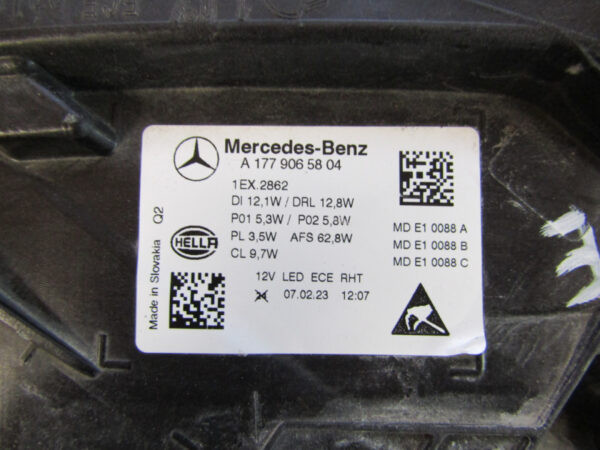 Mercedes-Benz
A 177 906 58 04
1EX.2862
DI 12,1W / DRL 12,8W
P01 5,3W / P02 5,8W
PL 3,5W AFS 62,8W
CL 9,7W
12V LED ECE RHT
07.02.23 12:07
MD E1 0088 A
MD E1 0088 B
MD E1 0088 C
HELLA
Made in Slovakia Q2